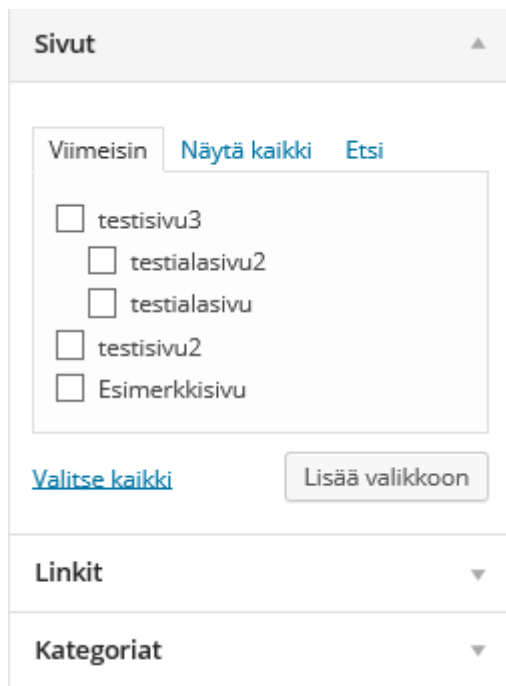 Sivut
Viimeisin Näytä kaikki Etsi
testisivu3
testialasivu2
testialasivu
testisivu2
Esimerkkisivu
Valitse kaikki Lisää valikkoon
Linkit
Kategoriat